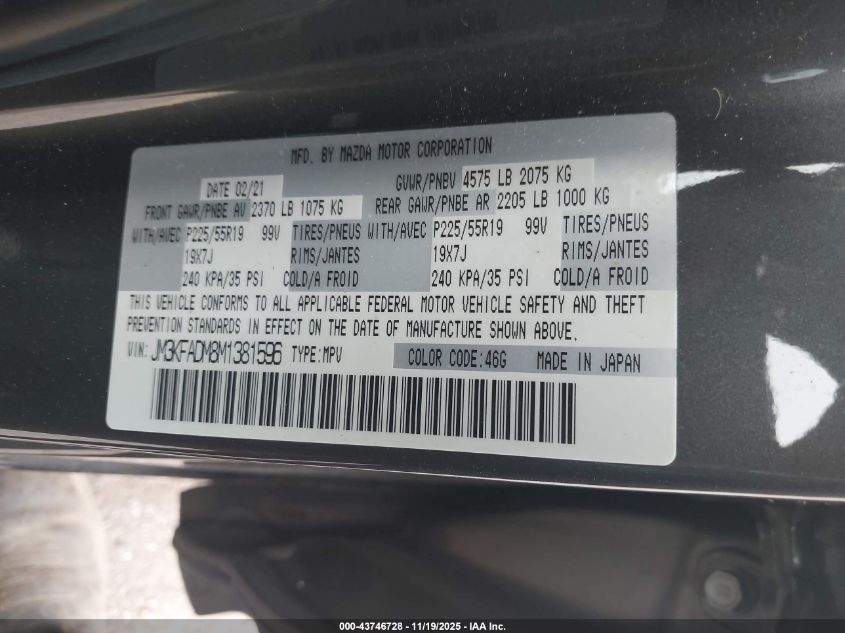 MFD. BY MAZDA MOTOR CORPORATION
DATE 02/21 GVWR/PNBV 4575 LB 2075 KG
FRONT GAWR/PNBE AV 2370 LB 1075 KG REAR GAWR/PNBE AR 2205 LB 1000 KG
WITH/AVEC P225/55R19 99V TIRES/PNEUS WITH/AVEC P225/55R19 99V TIRES/PNEUS
19X7J RIMS/JANTES 19X7J RIMS/JANTES
240 KPA/35 PSI COLD/A FROID 240 KPA/35 PSI COLD/A FROID
THIS VEHICLE CONFORMS TO ALL APPLICABLE FEDERAL MOTOR VEHICLE SAFETY AND THEFT
PREVENTION STANDARDS IN EFFECT ON THE DATE OF MANUFACTURE SHOWN ABOVE.
VIN: JM3KFADM8M1381596 TYPE:MPV COLOR CODE:46G MADE IN JAPAN
000-43746728 - 11/19/2025 - IAA Inc.